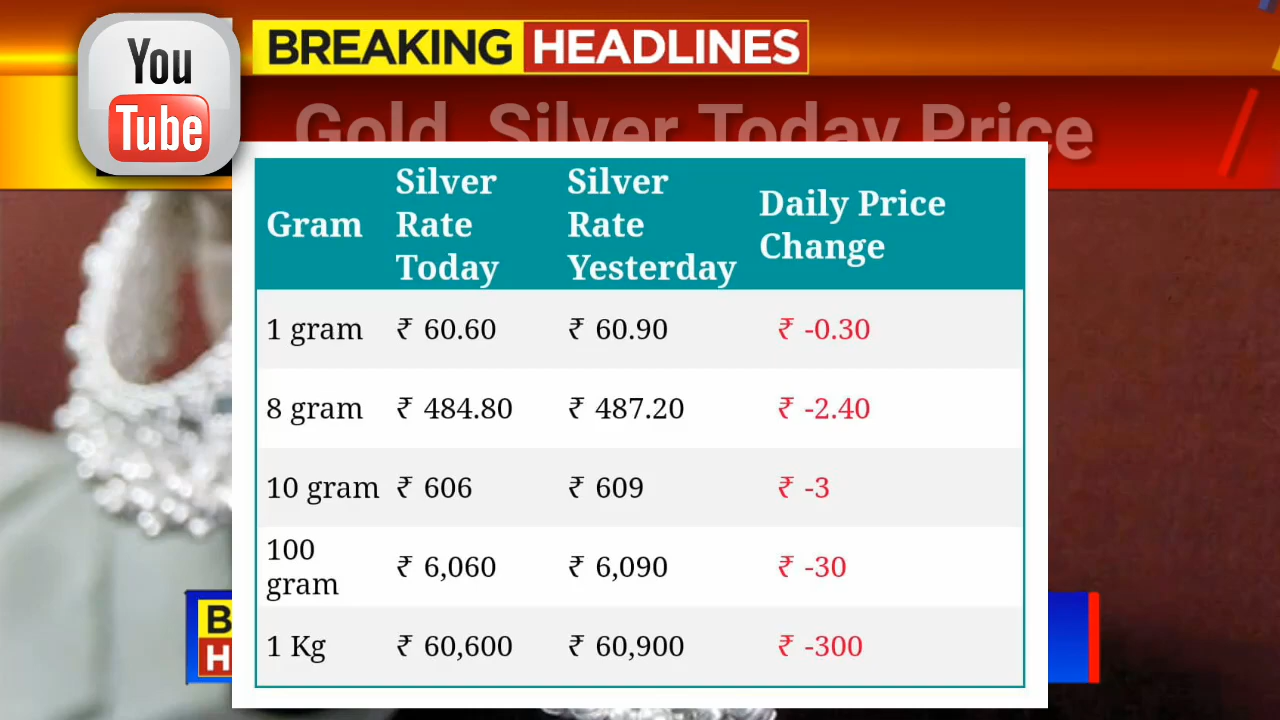 You
Tube
BREAKING HEADLINES
Gold Silver Today Price
Gram Silver Rate Today Silver Rate Yesterday Daily Price Change
1 gram ₹ 60.60 ₹ 60.90 ₹ -0.30
8 gram ₹ 484.80 ₹ 487.20 ₹ -2.40
10 gram ₹ 606 ₹ 609 ₹ -3
100 gram ₹ 6,060 ₹ 6,090 ₹ -30
1 Kg ₹ 60,600 ₹ 60,900 ₹ -300
B
H